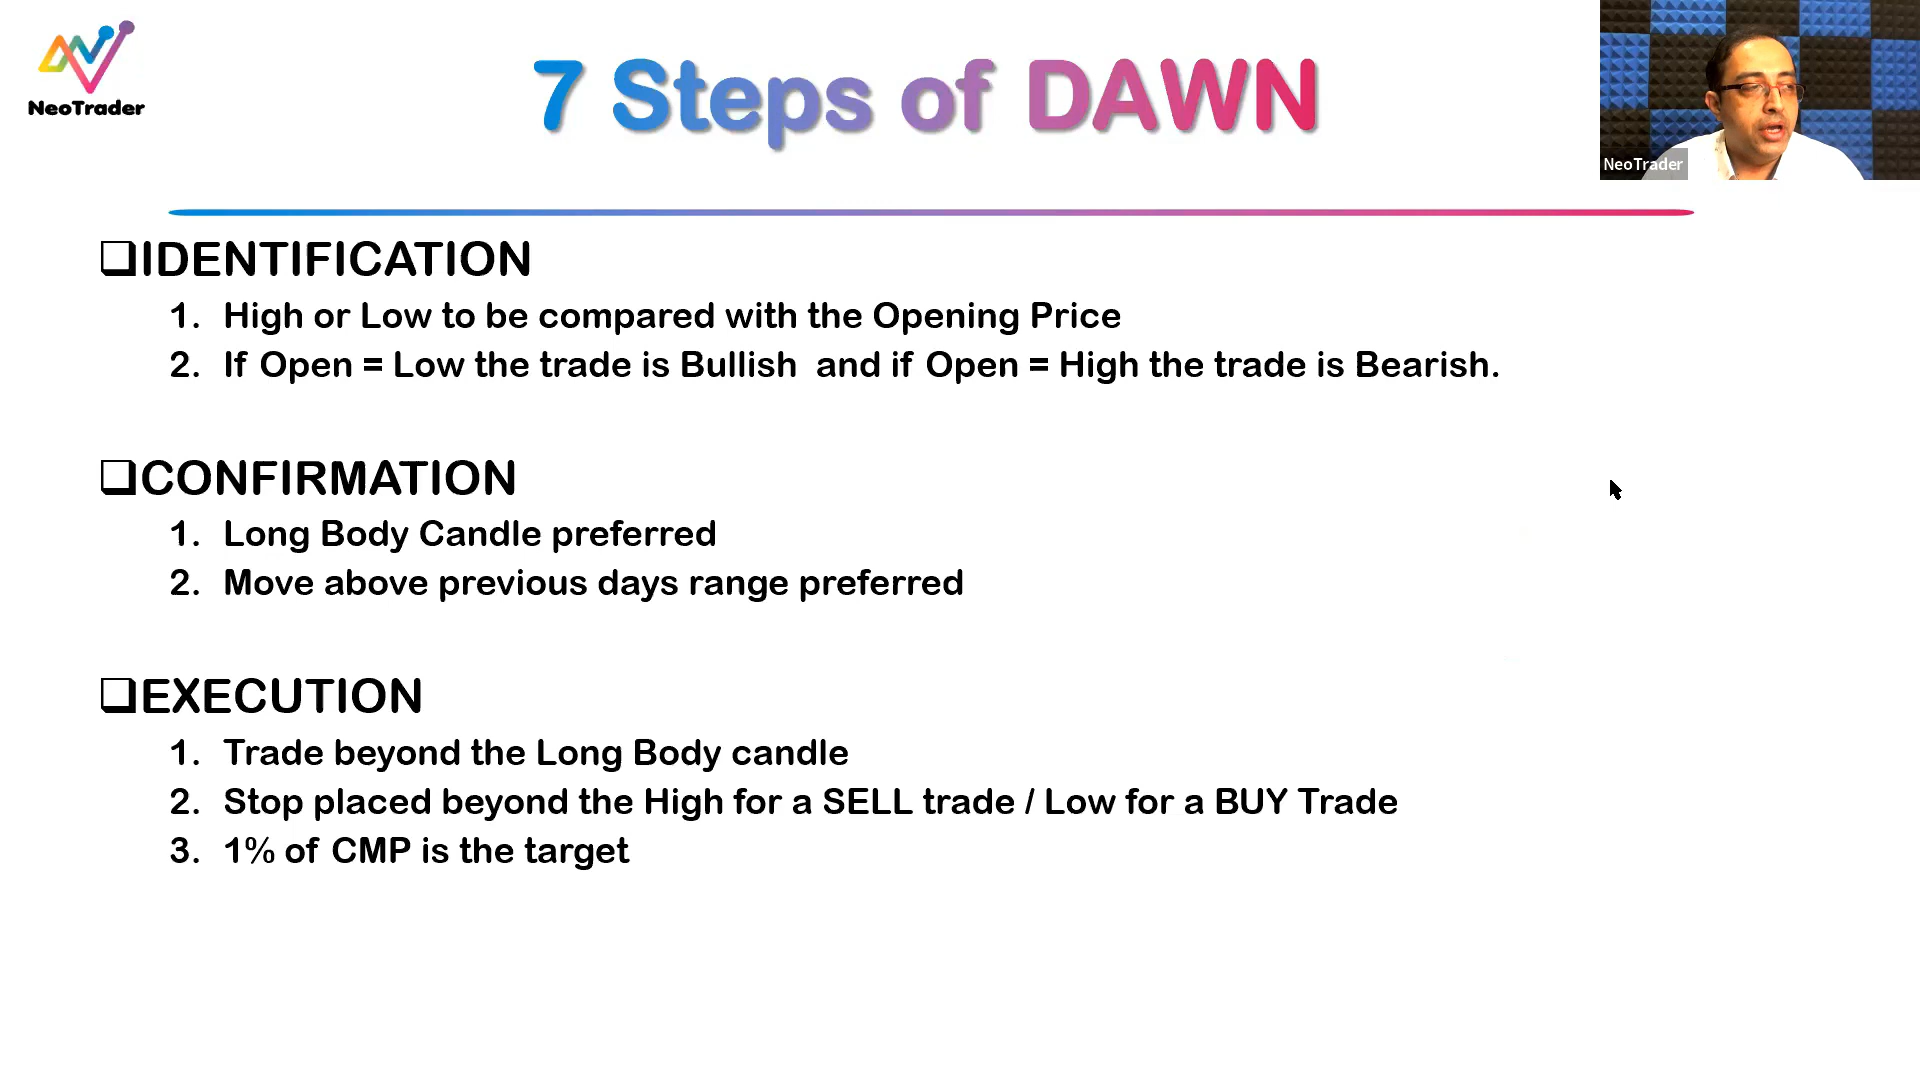 NeoTrader
7 Steps of DAWN
NeoTrader
IDENTIFICATION
1. High or Low to be compared with the Opening Price
2. If Open = Low the trade is Bullish and if Open = High the trade is Bearish.
CONFIRMATION
1. Long Body Candle preferred
2. Move above previous days range preferred
EXECUTION
1. Trade beyond the Long Body candle
2. Stop placed beyond the High for a SELL trade / Low for a BUY Trade
3. 1% of CMP is the target